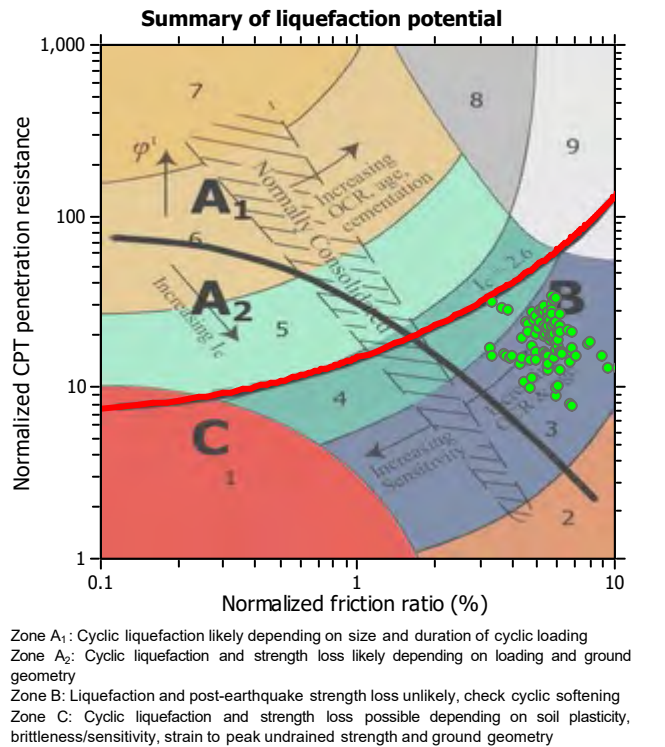 Summary of liquefaction potential
1,000
7
8
9
φ'
Increasing
OCR, age,
cementation
A1
Normally Consolidated
100
6
Ic = 2.6
A2
B
Increasing Ic
5
10
4
OCR &
C
3
Increasing
Sensitivity
1
2
1
0.1
1
10
Normalized CPT penetration resistance
Normalized friction ratio (%)
Zone A1: Cyclic liquefaction likely depending on size and duration of cyclic loading
Zone A2: Cyclic liquefaction and strength loss likely depending on loading and ground
geometry
Zone B: Liquefaction and post-earthquake strength loss unlikely, check cyclic softening
Zone C: Cyclic liquefaction and strength loss possible depending on soil plasticity,
brittleness/sensitivity, strain to peak undrained strength and ground geometry